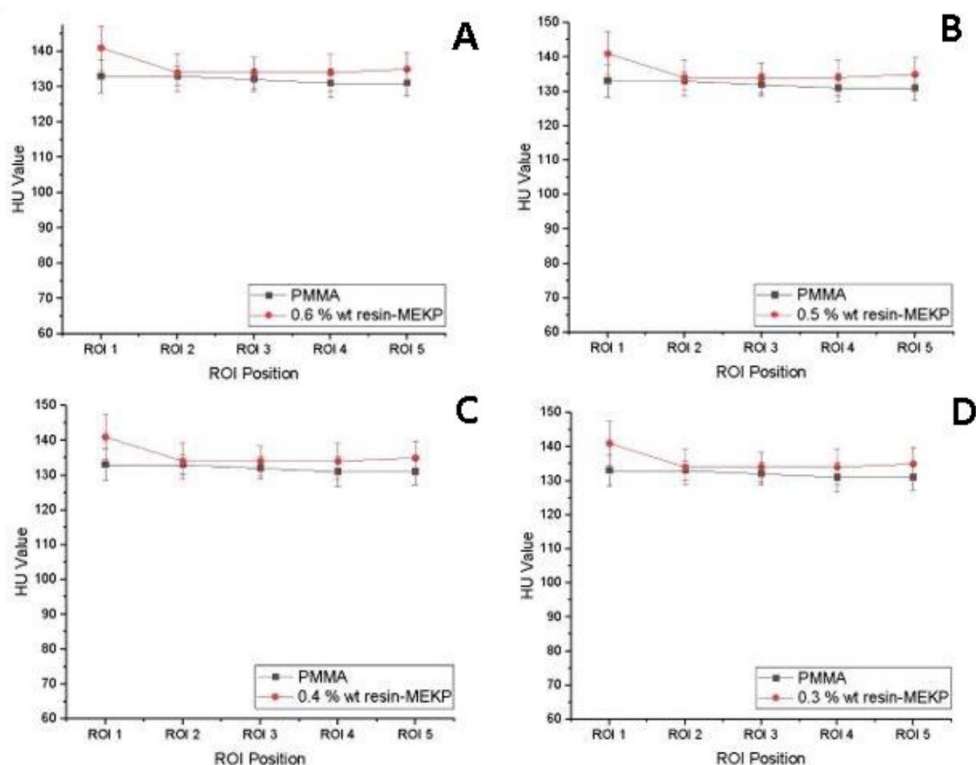 A
140
130
120
110
100
90
80
70
60
HU Value
PMMA
0.6 % wt resin-MEKP
ROI 1 ROI 2 ROI 3 ROI 4 ROI 5
ROI Position
B
150
140
130
120
110
100
90
80
70
60
HU Value
PMMA
0.5 % wt resin-MEKP
ROI 1 ROI 2 ROI 3 ROI 4 ROI 5
ROI Position
C
150
140
130
120
110
100
90
80
70
60
HU Value
PMMA
0.4 % wt resin-MEKP
ROI 1 ROI 2 ROI 3 ROI 4 ROI 5
ROI Position
D
150
140
130
120
110
100
90
80
70
60
HU Value
PMMA
0.3 % wt resin-MEKP
ROI 1 ROI 2 ROI 3 ROI 4 ROI 5
ROI Position